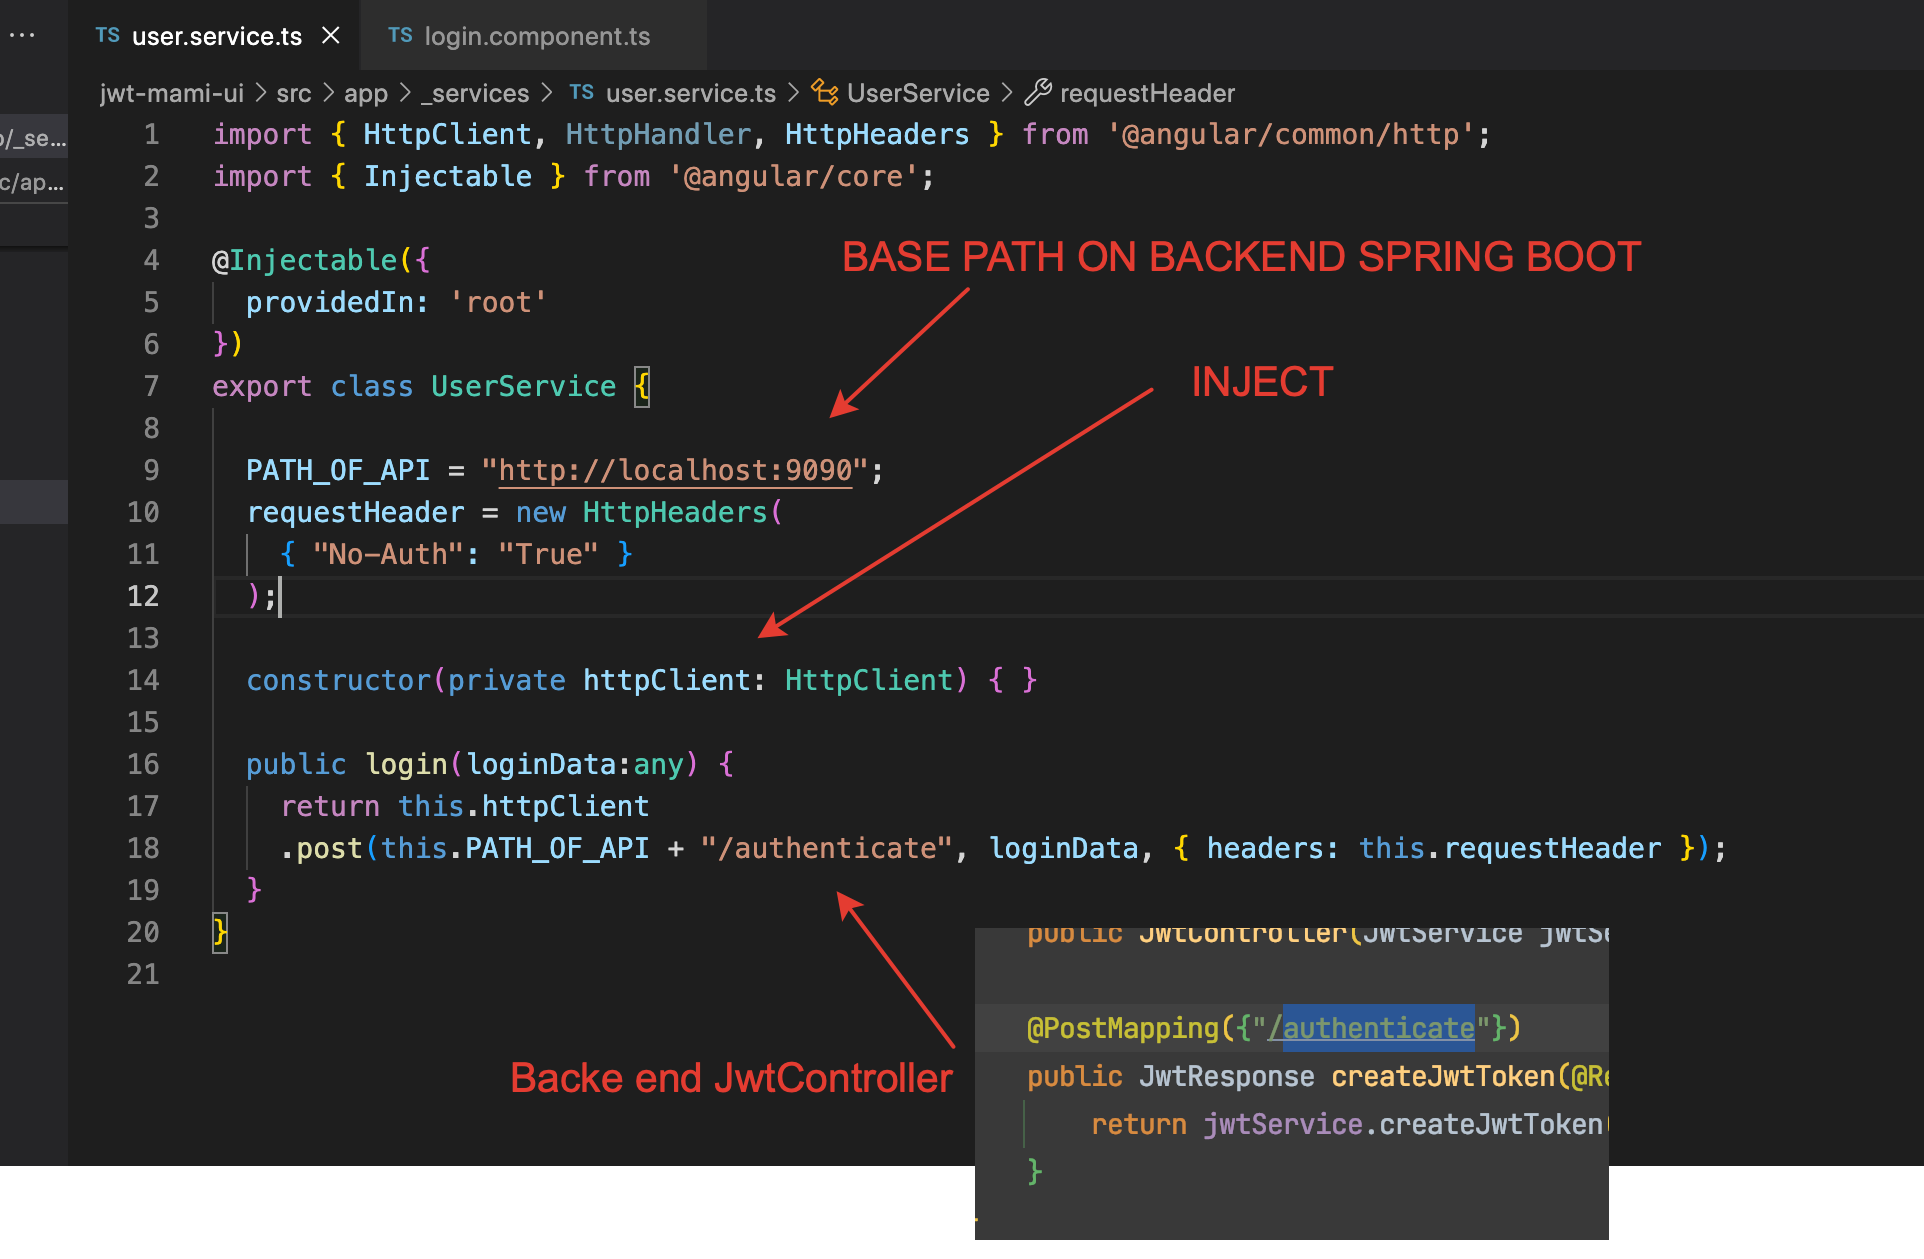 ···
TS user.service.ts × TS login.component.ts
jwt-mami-ui > src > app > _services > TS user.service.ts > UserService > requestHeader
/_se...
c/ap...
1 import { HttpClient, HttpHandler, HttpHeaders } from '@angular/common/http';
2 import { Injectable } from '@angular/core';
3
4 @Injectable({
BASE PATH ON BACKEND SPRING BOOT
5 providedIn: 'root'
6 })
7 export class UserService {
INJECT
8
9 PATH_OF_API = "http://localhost:9090";
10 requestHeader = new HttpHeaders(
11 { "No-Auth": "True" }
12 );
13
14 constructor(private httpClient: HttpClient) { }
15
16 public login(loginData:any) {
17 return this.httpClient
18 .post(this.PATH_OF_API + "/authenticate", loginData, { headers: this.requestHeader });
19 }
20 }
21
Backe end JwtController
public JwtController(JwtService jwtSe
@PostMapping({"/authenticate"})
public JwtResponse createJwtToken(@Re
return jwtService.createJwtToken(
}